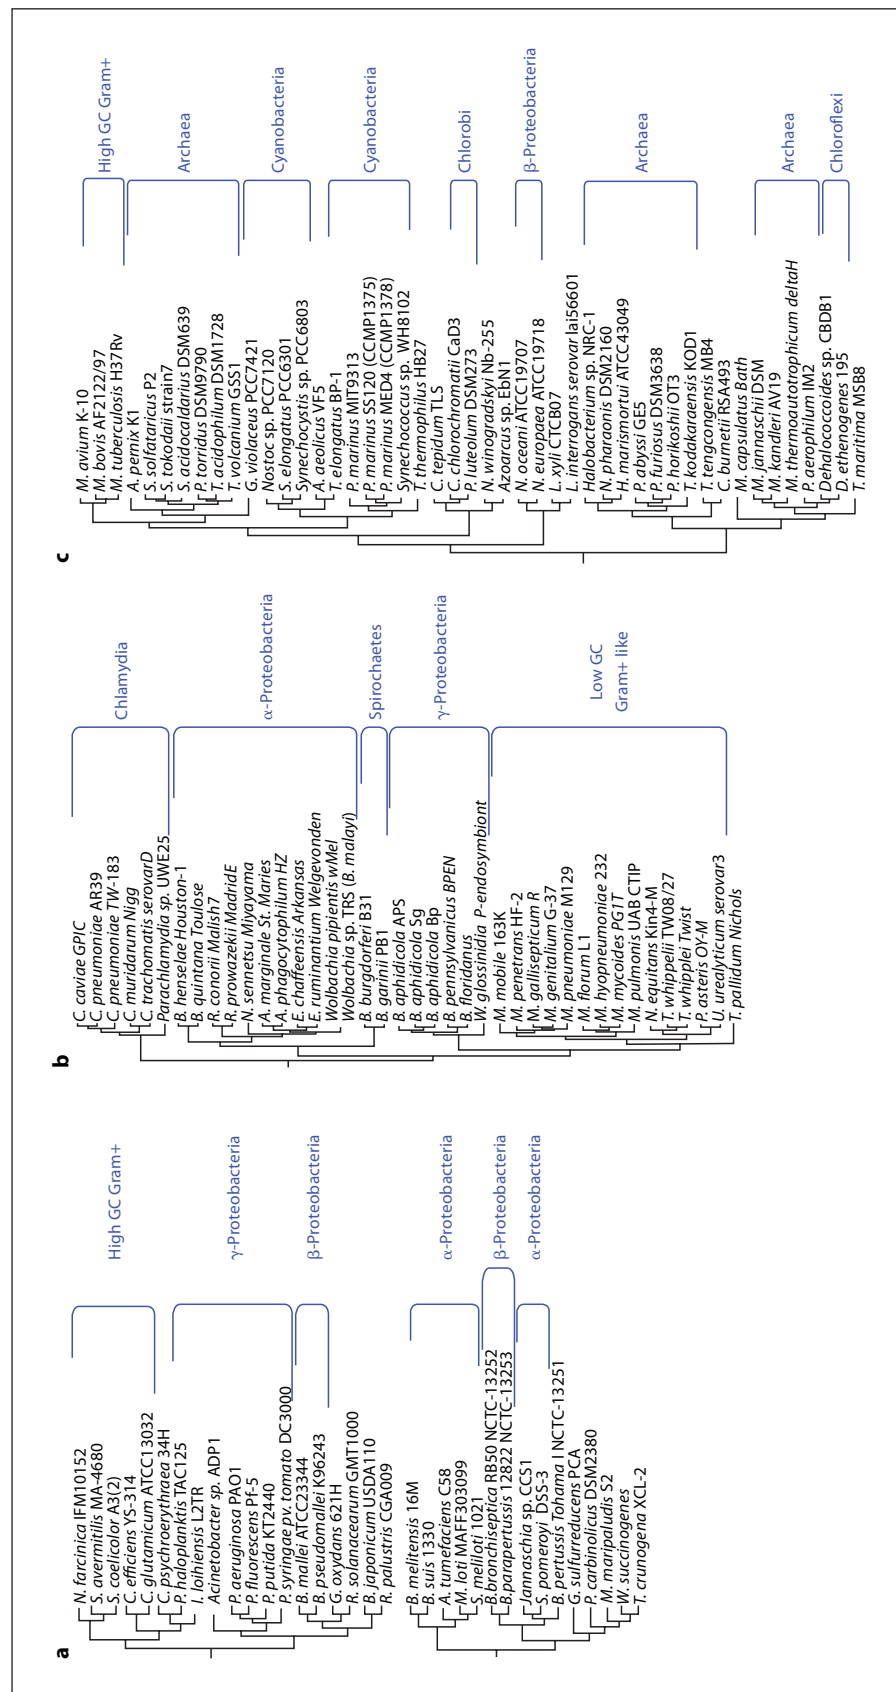 a
N. farcinica IFM10152
S. avermitilis MA-4680
S. coelicolor A3(2)
C. efficiens YS-314
C. glutamicum ATCC13032
C. psychroerythraea 34H
P. haloplanktis TAC125
I. loihiensis L2TR
Acinetobacter sp. ADP1
P. aeruginosa PAO1
P. fluorescens Pf-5
P. putida KT2440
P. syringae pv. tomato DC3000
B. mallei ATCC23344
B. pseudomallei K96243
G. oxydans 621H
R. solanacearum GMT1000
B. japonicum USDA110
R. palustris CGA009
B. melitensis 16M
B. suis 1330
A. tumefaciens C58
M. loti MAFF303099
S. meliloti 1021
B.bronchiseptica RB50 NCTC-13252
B.parapertussis 12822 NCTC-13253
Jannaschia sp. CCS1
S. pomeroyi DSS-3
B. pertussis Tohama I NCTC-13251
G. sulfurreducens PCA
P. carbinolicus DSM2380
M. maripaludis S2
W. succinogenes
T. crunogena XCL-2
High GC Gram+
γ-Proteobacteria
β-Proteobacteria
α-Proteobacteria
β-Proteobacteria
α-Proteobacteria
b
C. caviae GPIC
C. pneumoniae AR39
C. pneumoniae TW-183
C. muridarum Nigg
C. trachomatis serovarD
Parachlamydia sp. UWE25
B. henselae Houston-1
B. quintana Toulose
R. conorii Malish7
R. prowazekii MadridE
N. sennetsu Miyayama
A. marginale St. Maries
A. phagocytophilum HZ
E. chaffeensis Arkansas
E. ruminantium Welgevonden
Wolbachia pipientis wMel
Wolbachia sp. TRS (B. malayi)
B. burgdorferi B31
B. garinii PB1
B. aphidicola APS
B. aphidicola Sg
B. aphidicola Bp
B. pennsylvanicus BPEN
B. floridanus
W. glossinidia P-endosymbiont
M. mobile 163K
M. penetrans HF-2
M. gallisepticum R
M. genitalium G-37
M. pneumoniae M129
M. florum L1
M. hyopneumoniae 232
M. mycoides PG1T
M. pulmonis UAB CTIP
N. equitans Kin4-M
T. whippelii TW08/27
T. whipplei Twist
P. asteris OY-M
U. urealyticum serovar3
T. pallidum Nichols
Chlamydia
α-Proteobacteria
Spirochaetes
γ-Proteobacteria
Low GC
Gram+ like
c
M. avium K-10
M. bovis AF2122/97
M. tuberculosis H37Rv
A. pernix K1
S. solfataricus P2
S. tokodaii strain7
S. acidocaldarius DSM639
P. torridus DSM9790
T. acidophilum DSM1728
T. volcanium GSS1
G. violaceus PCC7421
Nostoc sp. PCC7120
S. elongatus PCC6301
Synechocystis sp. PCC6803
A. aeolicus VF5
T. elongatus BP-1
P. marinus MIT9313
P. marinus SS120 (CCMP1375)
P. marinus MED4 (CCMP1378)
Synechococcus sp. WH8102
T. thermophilus HB27
C. tepidum TLS
C. chlorochromatii CaD3
P. luteolum DSM273
N. winogradskyi Nb-255
Azoarcus sp. EbN1
N. oceani ATCC19707
N. europaea ATCC19718
L. xyli CTCB07
L. interrogans serovar lai56601
Halobacterium sp. NRC-1
N. pharaonis DSM2160
H. marismortui ATCC43049
P. abyssi GE5
P. furiosus DSM3638
P. horikoshii OT3
T. kodakaraensis KOD1
T. tengcongensis MB4
C. burnetii RSA493
M. capsulatus Bath
M. jannaschii DSM
M. kandleri AV19
M. thermoautotrophicum deltaH
P. aerophilum IM2
Dehalococcoides sp. CBDB1
D. ethenogenes 195
T. maritima MSB8
High GC Gram+
Archaea
Cyanobacteria
Cyanobacteria
Chlorobi
β-Proteobacteria
Archaea
Archaea
Chloroflexi